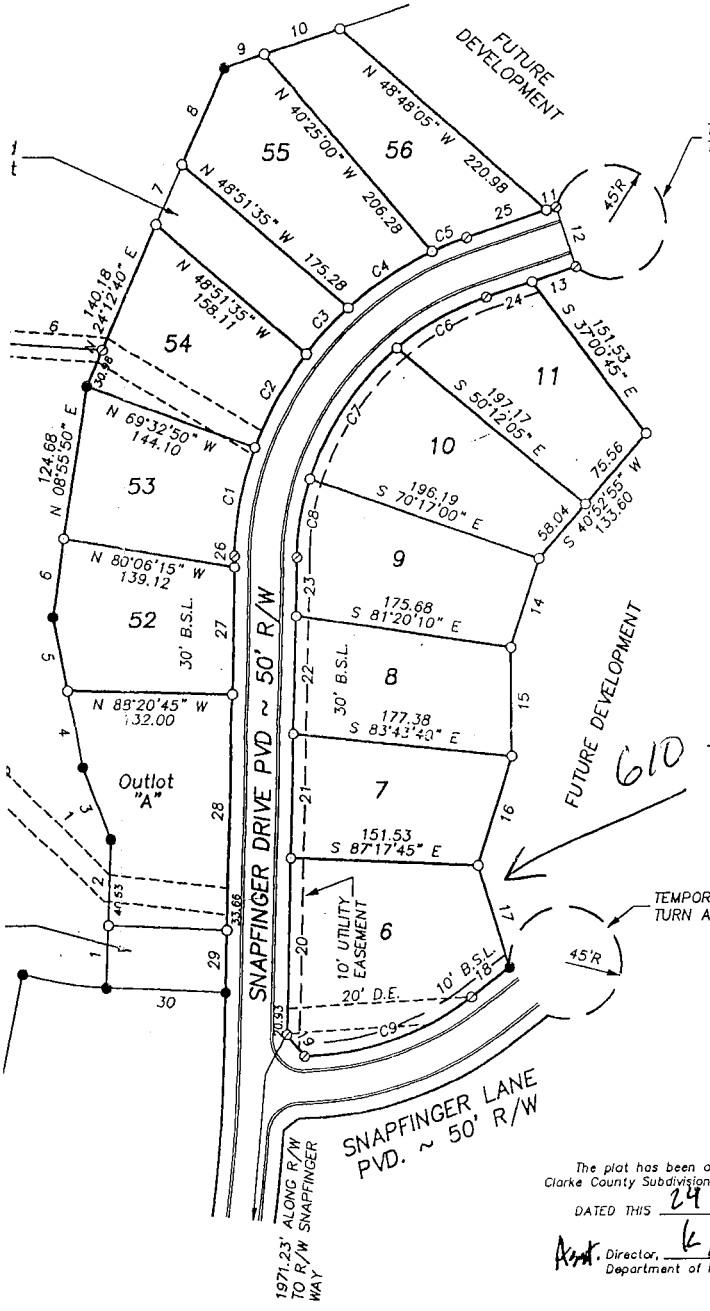 10
9
FUTURE
DEVELOPMENT
8
N 48°48'05" W
220.98
56
N 40°25'00" W
206.28
55
45'R
7
N 48°51'35" W
175.28
11
25
C5
12
C4
13
140.18
N 24°12'40" E
N 48°51'35" W
158.11
C3
24
C6
151.53
S 37°00'45" E
6
54
11
30.48
C2
197.17
S 50°12'05" E
C7
10
75.56
N 69°32'50" W
144.10
58.04
S 40°52'55" W
133.60
124.68
N 08°55'50" E
53
C1
196.19
S 70°17'00" E
C8
9
26
N 80°06'15" W
139.12
14
6
23
175.68
S 81°20'10" E
52
30' B.S.L.
27
22
30' B.S.L.
8
15
5
N 88°20'45" W
132.00
177.38
S 83°43'40" E
FUTURE DEVELOPMENT
610
4
Outlot
"A"
7
3
1
28
21
16
SNAPFINGER DRIVE PVD ~ 50' R/W
151.53
S 87°17'45" E
2
40.53
33.66
10' UTILITY
EASEMENT
6
17
TEMPOR
TURN A
20
10' B.S.L.
18
45'R
1
29
20' D.E.
30
20.93
19
C9
SNAPFINGER LANE
PVD. ~ 50' R/W
1971.23' ALONG R/W
TO R/W SNAPFINGER
WAY
The plat has been a
Clarke County Subdivision
DATED THIS 24
Asst. Director, K
Department of